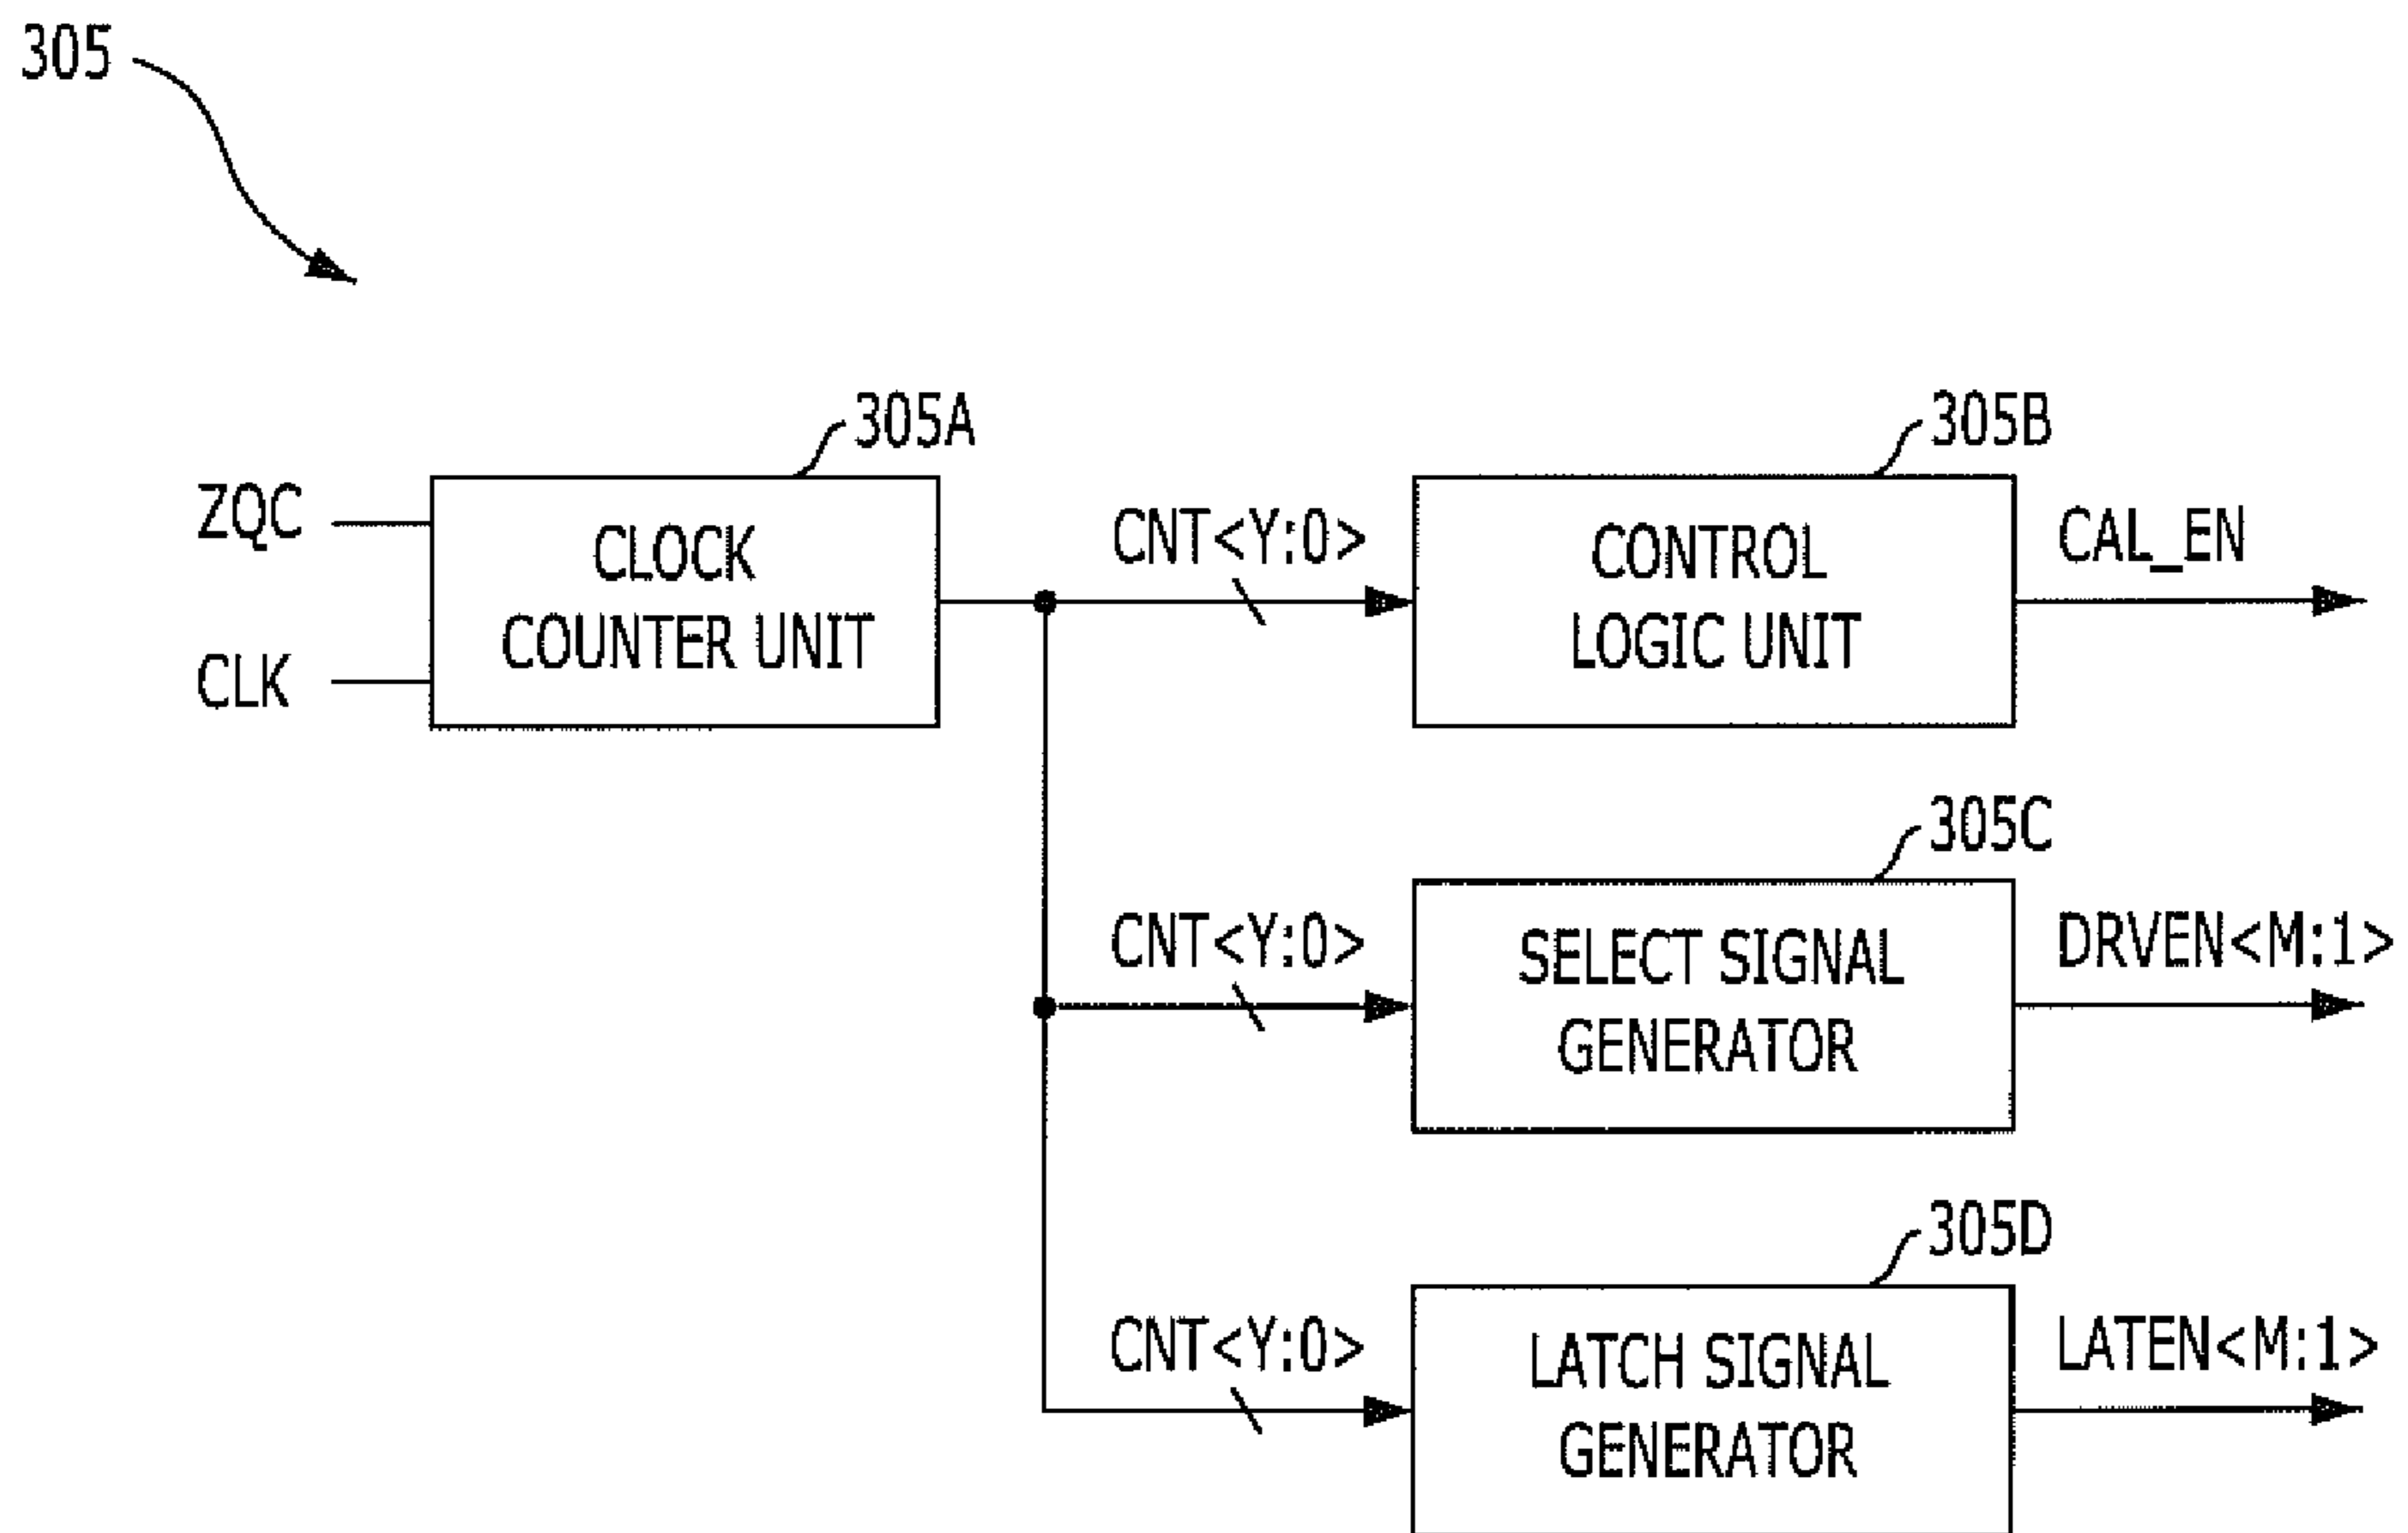 305
305A
305B
ZQC
CLK
CLOCK
COUNTER UNIT
CNT<Y:0>
CONTROL
LOGIC UNIT
CAL_EN
305C
CNT<Y:0>
SELECT SIGNAL
GENERATOR
DRVEN<M:1>
305D
CNT<Y:0>
LATCH SIGNAL
GENERATOR
LATEN<M:1>